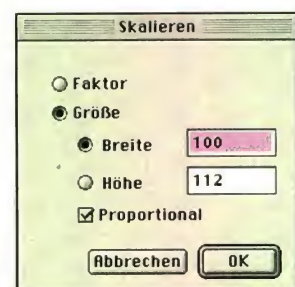 Skalieren
Faktor
Größe
Breite 100
Höhe 112
Proportional
Abbrechen OK